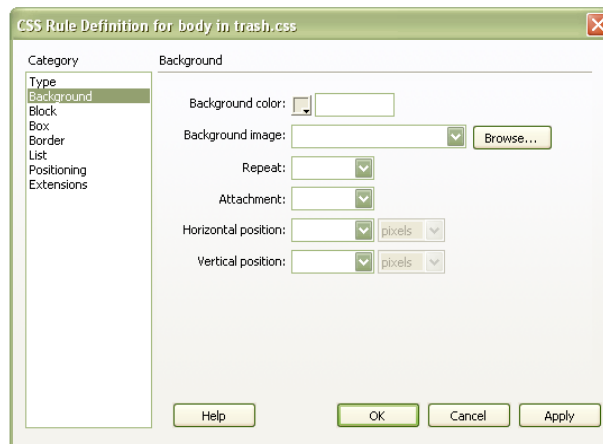 CSS Rule Definition for body in trash.css
Category
Type
Background
Block
Box
Border
List
Positioning
Extensions
Background
Background color:
Background image:
Browse...
Repeat:
Attachment:
Horizontal position:
pixels
Vertical position:
pixels
Help
OK
Cancel
Apply